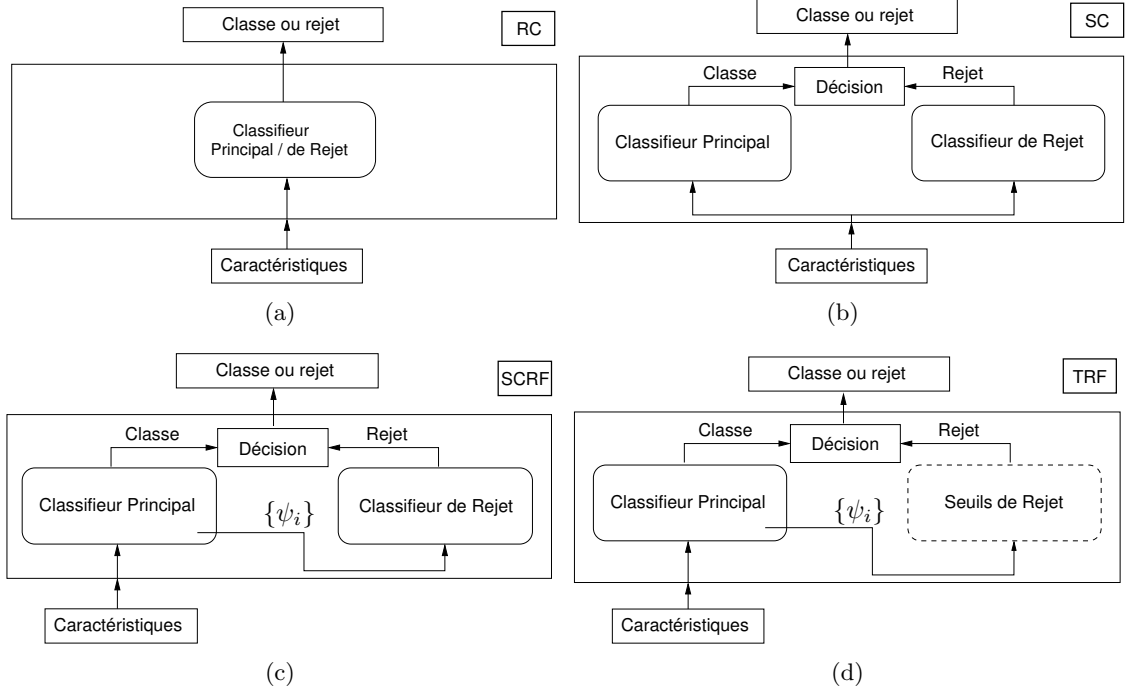 Classe ou rejet
RC
Classifieur
Principal / de Rejet
Caractéristiques
(a)
Classe ou rejet
SC
Classe
Décision
Rejet
Classifieur Principal
Classifieur de Rejet
Caractéristiques
(b)
Classe ou rejet
SCRF
Classe
Décision
Rejet
Classifieur Principal
{ψi}
Classifieur de Rejet
Caractéristiques
(c)
Classe ou rejet
TRF
Classe
Décision
Rejet
Classifieur Principal
{ψi}
Seuils de Rejet
Caractéristiques
(d)